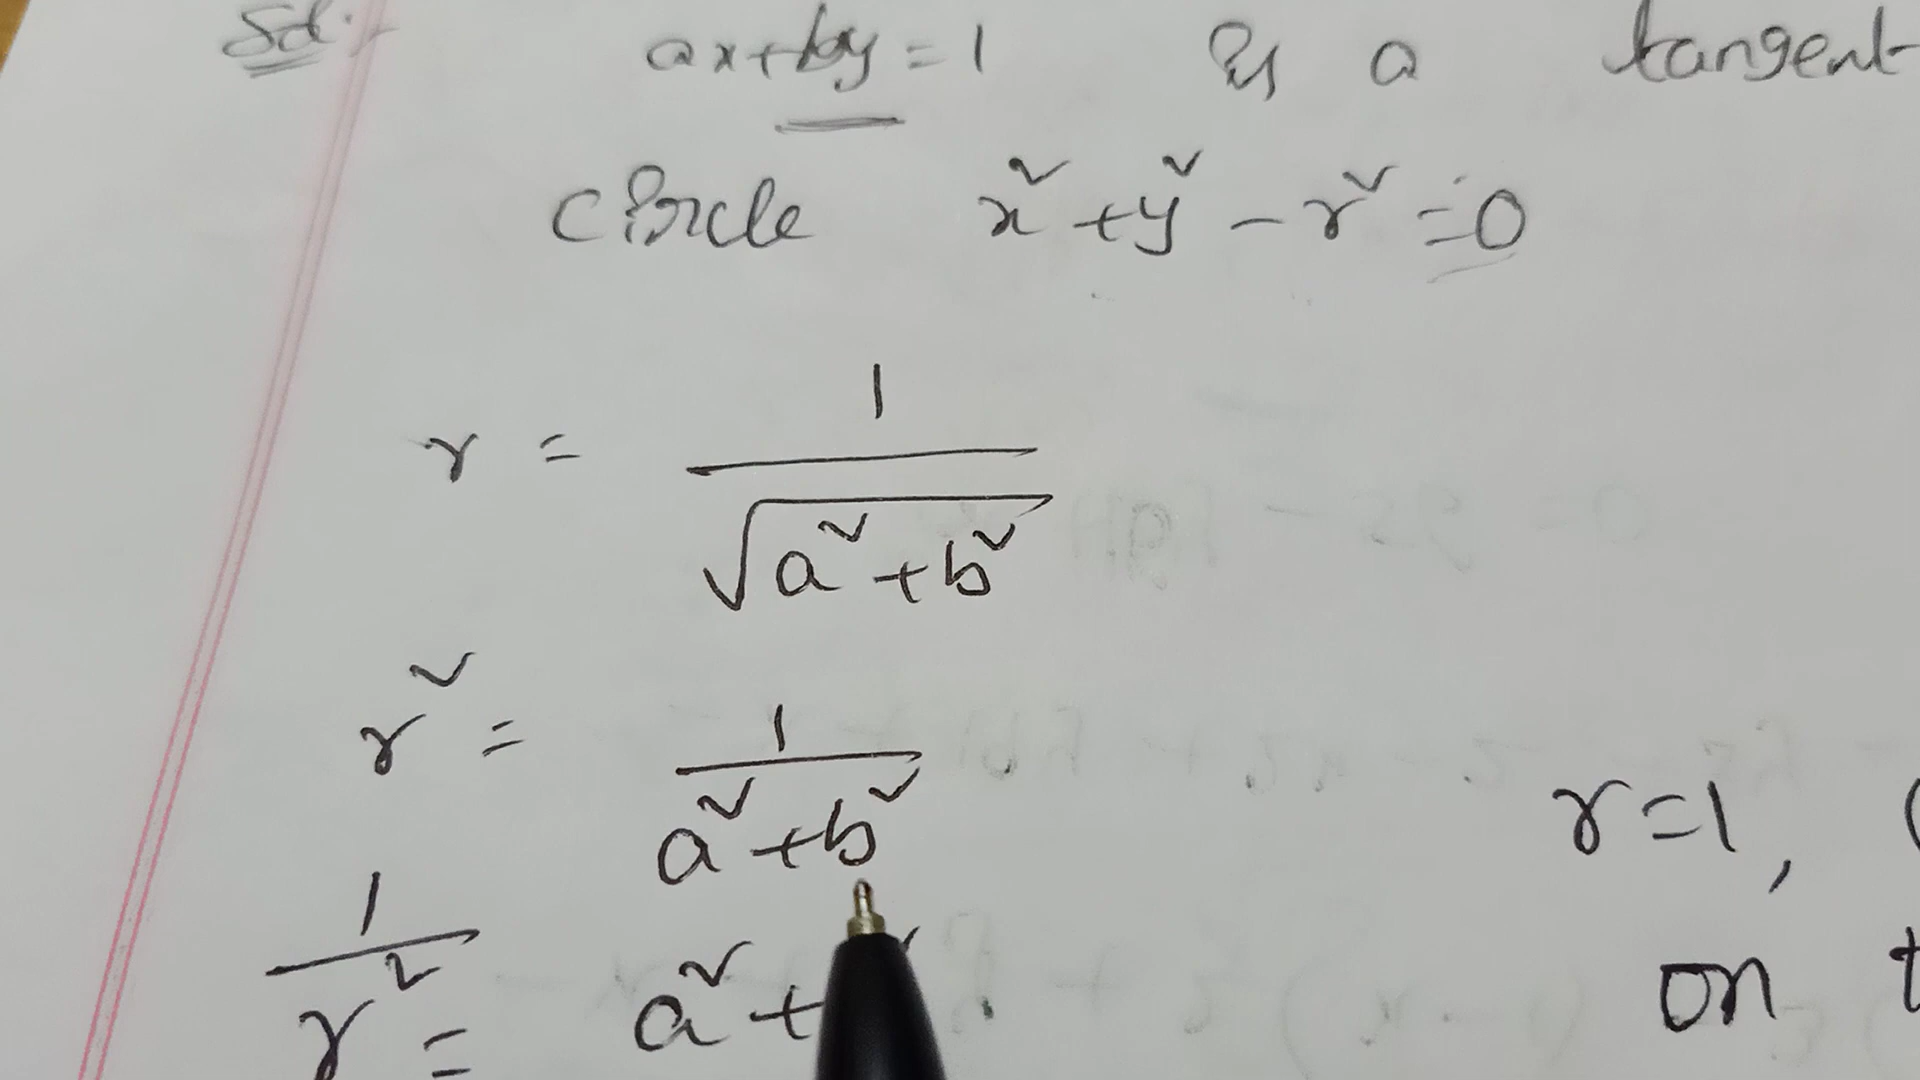 Sol:-
ax+by=1 is a tangent
circle x²+y²-r²=0
r = 1/√(a²+b²)
r² = 1/(a²+b²)
r=1,
1/r² = a²+
on